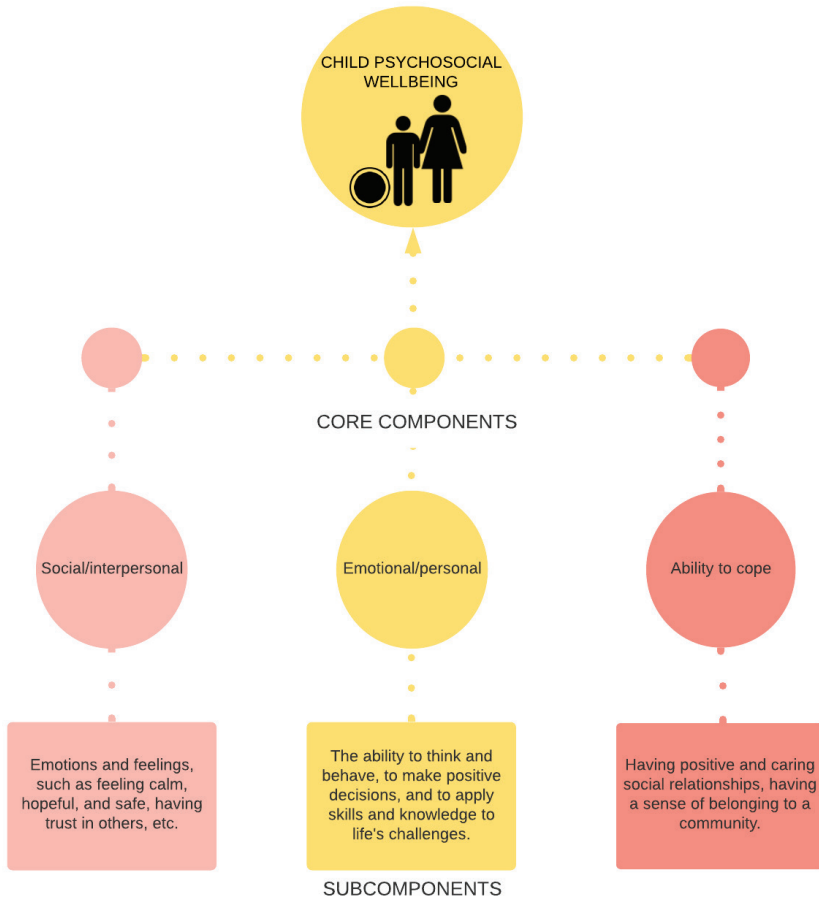 CHILD PSYCHOSOCIAL
WELLBEING
CORE COMPONENTS
Social/interpersonal
Emotional/personal
Ability to cope
Emotions and feelings,
such as feeling calm,
hopeful, and safe, having
trust in others, etc.
The ability to think and
behave, to make positive
decisions, and to apply
skills and knowledge to
life's challenges.
Having positive and caring
social relationships, having
a sense of belonging to a
community.
SUBCOMPONENTS